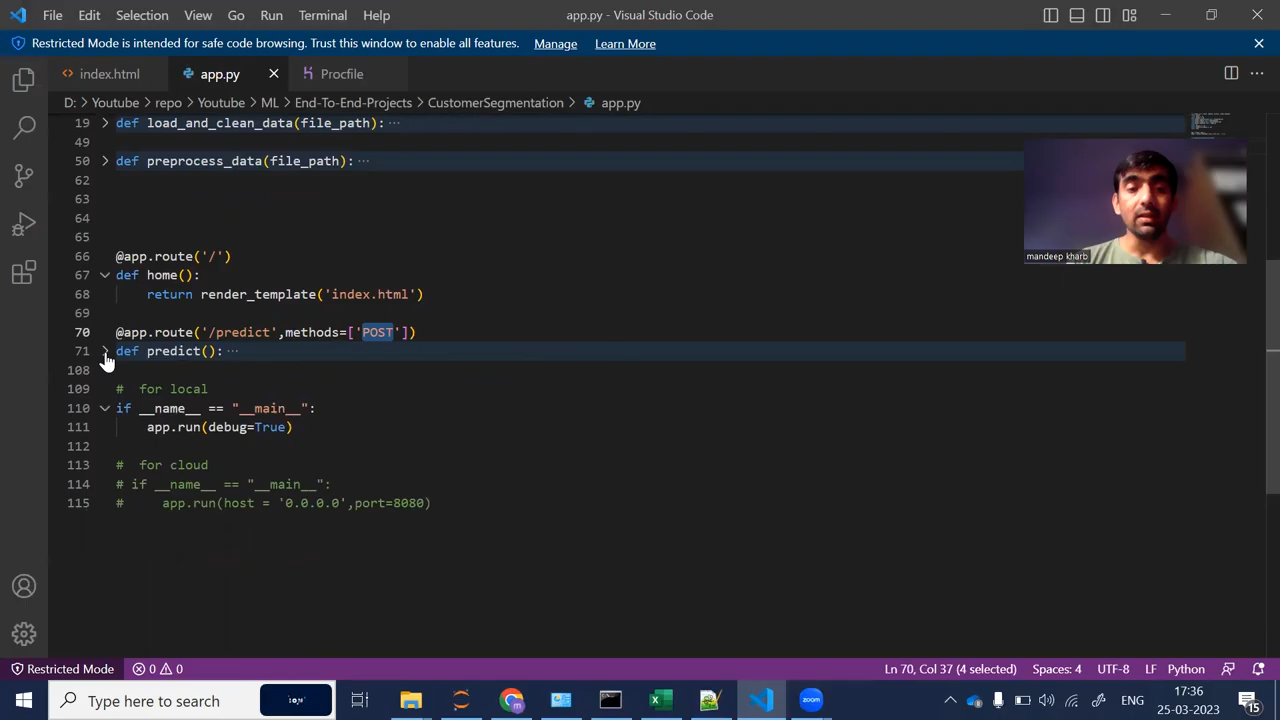 File Edit Selection View Go Run Terminal Help
app.py - Visual Studio Code
Restricted Mode is intended for safe code browsing. Trust this window to enable all features. Manage Learn More
index.html app.py Procfile
D: > Youtube > repo > Youtube > ML > End-To-End-Projects > CustomerSegmentation > app.py
19 def load_and_clean_data(file_path): ...
49
50 def preprocess_data(file_path): ...
62
63
64
65
66 @app.route('/')
67 def home():
68 return render_template('index.html')
69
70 @app.route('/predict',methods=['POST'])
71 def predict(): ...
108
109 # for local
110 if __name__ == "__main__":
111 app.run(debug=True)
112
113 # for cloud
114 # if __name__ == "__main__":
115 # app.run(host = '0.0.0.0',port=8080)
mandeep kharb
Restricted Mode 0 0 Ln 70, Col 37 (4 selected) Spaces: 4 UTF-8 LF Python
Type here to search
zoom
ENG
17:36
25-03-2023
15